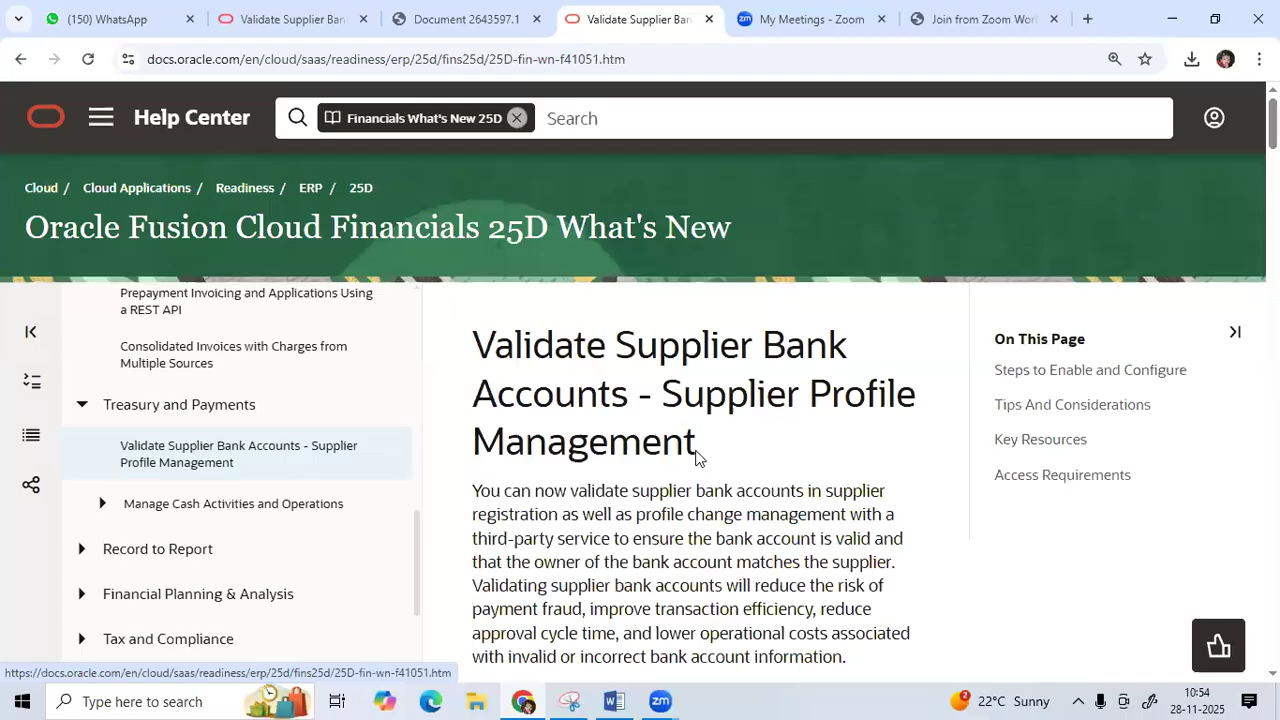 (150) WhatsApp
Validate Supplier Ban
Document 2643597.1
Validate Supplier Ban
My Meetings - Zoom
Join from Zoom Wor
docs.oracle.com/en/cloud/saas/readiness/erp/25d/fins25d/25D-fin-wn-f41051.htm
Help Center
Financials What's New 25D
Search
Cloud / Cloud Applications / Readiness / ERP / 25D
Oracle Fusion Cloud Financials 25D What's New
Prepayment Invoicing and Applications Using
a REST API
Consolidated Invoices with Charges from
Multiple Sources
Treasury and Payments
Validate Supplier Bank Accounts - Supplier
Profile Management
Manage Cash Activities and Operations
Record to Report
Financial Planning & Analysis
Tax and Compliance
Validate Supplier Bank
Accounts - Supplier Profile
Management
You can now validate supplier bank accounts in supplier
registration as well as profile change management with a
third-party service to ensure the bank account is valid and
that the owner of the bank account matches the supplier.
Validating supplier bank accounts will reduce the risk of
payment fraud, improve transaction efficiency, reduce
approval cycle time, and lower operational costs associated
with invalid or incorrect bank account information.
On This Page
Steps to Enable and Configure
Tips And Considerations
Key Resources
Access Requirements
https://docs.oracle.com/en/cloud/saas/readiness/erp/25d/fins25d/25D-fin-wn-f41051.htm
Type here to search
2
22°C Sunny
10:54
28-11-2025